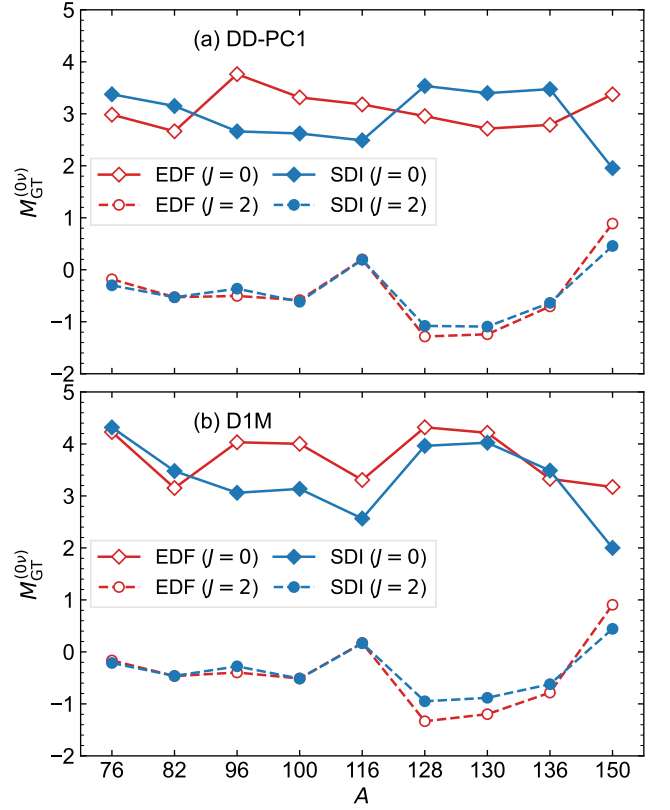 (a) DD-PC1
5
4
3
2
1
0
−1
−2
M_GT^(0ν)
EDF (J = 0) SDI (J = 0)
EDF (J = 2) SDI (J = 2)
(b) D1M
5
4
3
2
1
0
−1
−2
M_GT^(0ν)
EDF (J = 0) SDI (J = 0)
EDF (J = 2) SDI (J = 2)
76 82 96 100 116 128 130 136 150
A